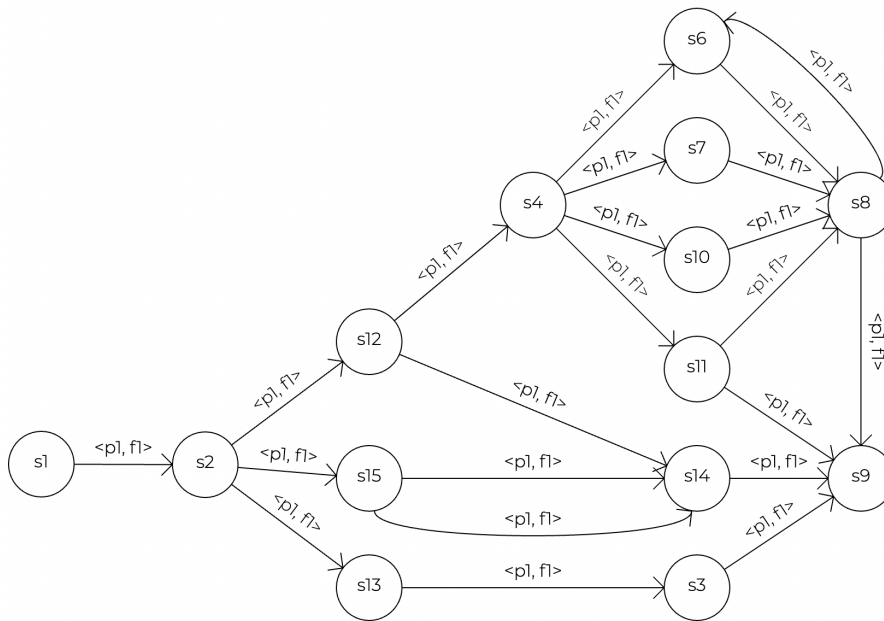 s6
<p1, f1>
<p1, f1>
<p1, f1>
s7
<p1, f1>
<p1, f1>
s4
s8
<p1, f1>
<p1, f1>
s10
<p1, f1>
<p1, f1>
<p1, f1>
s12
<p1, f1>
s11
<p1, f1>
<p1, f1>
<p1, f1>
s1
<p1, f1>
s2
<p1, f1>
s15
<p1, f1>
s14
<p1, f1>
s9
<p1, f1>
<p1, f1>
<p1, f1>
s13
<p1, f1>
s3